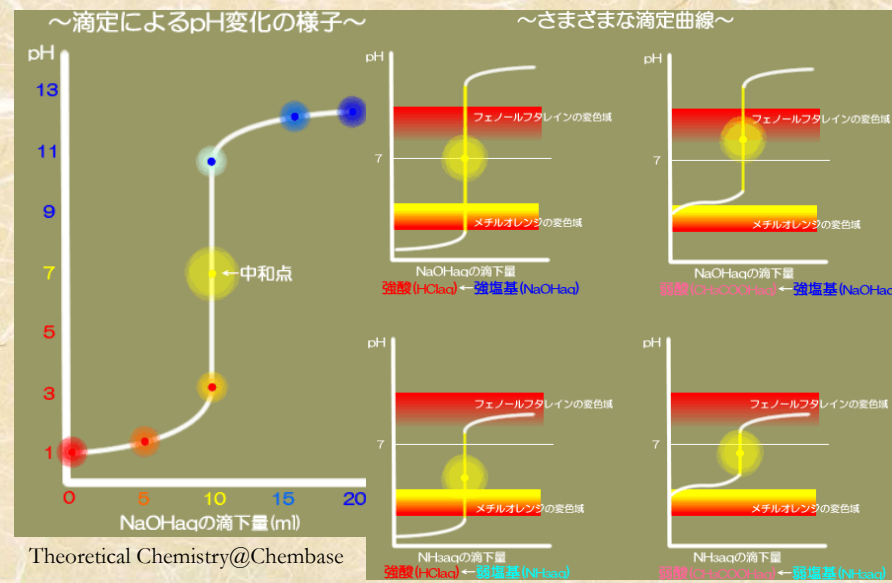 ～滴定によるpH変化の様子～
pH
13
11
9
7
←中和点
5
3
1
0 5 10 15 20
NaOHaqの滴下量(ml)
Theoretical Chemistry@Chembase
～さまざまな滴定曲線～
pH
フェノールフタレインの変色域
7
メチルオレンジの変色域
NaOHaqの滴下量
強酸(HClaq)←強塩基(NaOHaq)
pH
フェノールフタレインの変色域
7
メチルオレンジの変色域
NaOHaqの滴下量
弱酸(CH₃COOHaq)←強塩基(NaOHaq
pH
フェノールフタレインの変色域
7
メチルオレンジの変色域
NH₃aqの滴下量
強酸(HClaq)←弱塩基(NH₃aq)
pH
フェノールフタレインの変色域
7
メチルオレンジの変色域
NH₃aqの滴下量
弱酸(CH₃COOHaq)←弱塩基(NH₃aq)